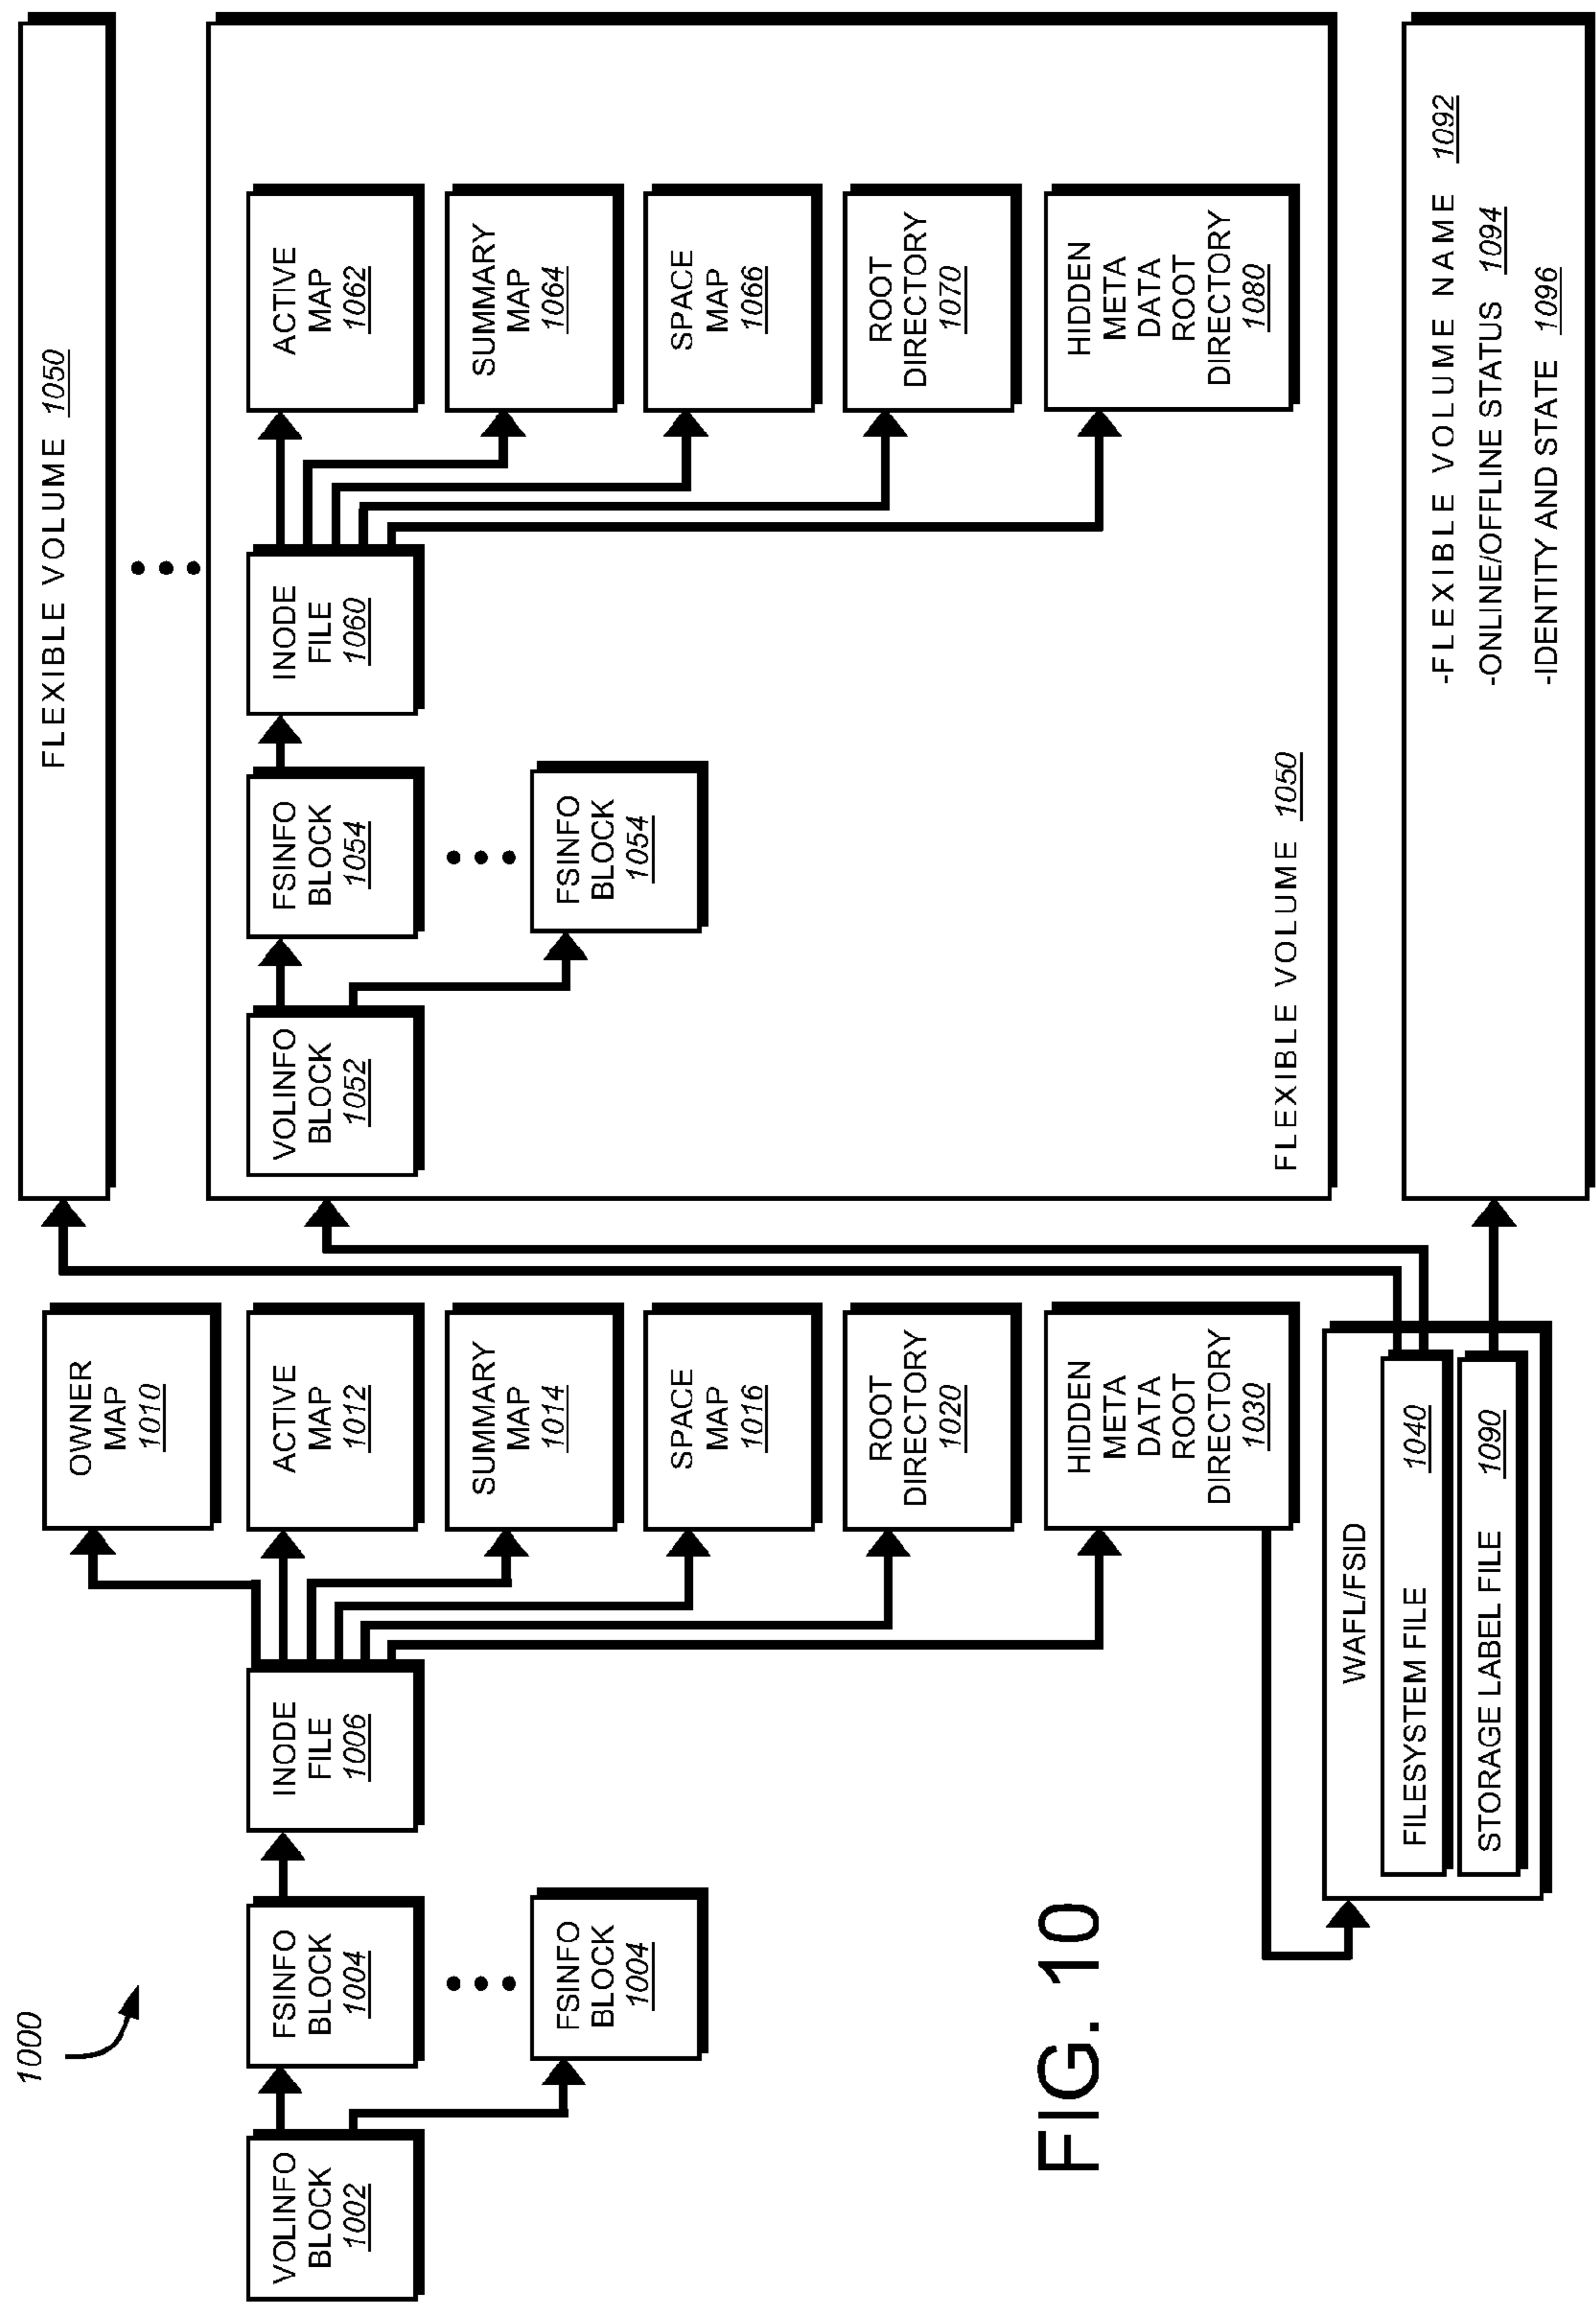 1000
VOLINFO
BLOCK
1002
FSINFO
BLOCK
1004
FSINFO
BLOCK
1004
INODE
FILE
1006
OWNER
MAP
1010
ACTIVE
MAP
1012
SUMMARY
MAP
1014
SPACE
MAP
1016
ROOT
DIRECTORY
1020
HIDDEN
META
DATA
ROOT
DIRECTORY
1030
WAFL/FSID
FILESYSTEM FILE 1040
STORAGE LABEL FILE 1090
FLEXIBLE VOLUME 1050
VOLINFO
BLOCK
1052
FSINFO
BLOCK
1054
FSINFO
BLOCK
1054
INODE
FILE
1060
ACTIVE
MAP
1062
SUMMARY
MAP
1064
SPACE
MAP
1066
ROOT
DIRECTORY
1070
HIDDEN
META
DATA
ROOT
DIRECTORY
1080
FLEXIBLE VOLUME 1050
-FLEXIBLE VOLUME NAME 1092
-ONLINE/OFFLINE STATUS 1094
-IDENTITY AND STATE 1096
FIG. 10